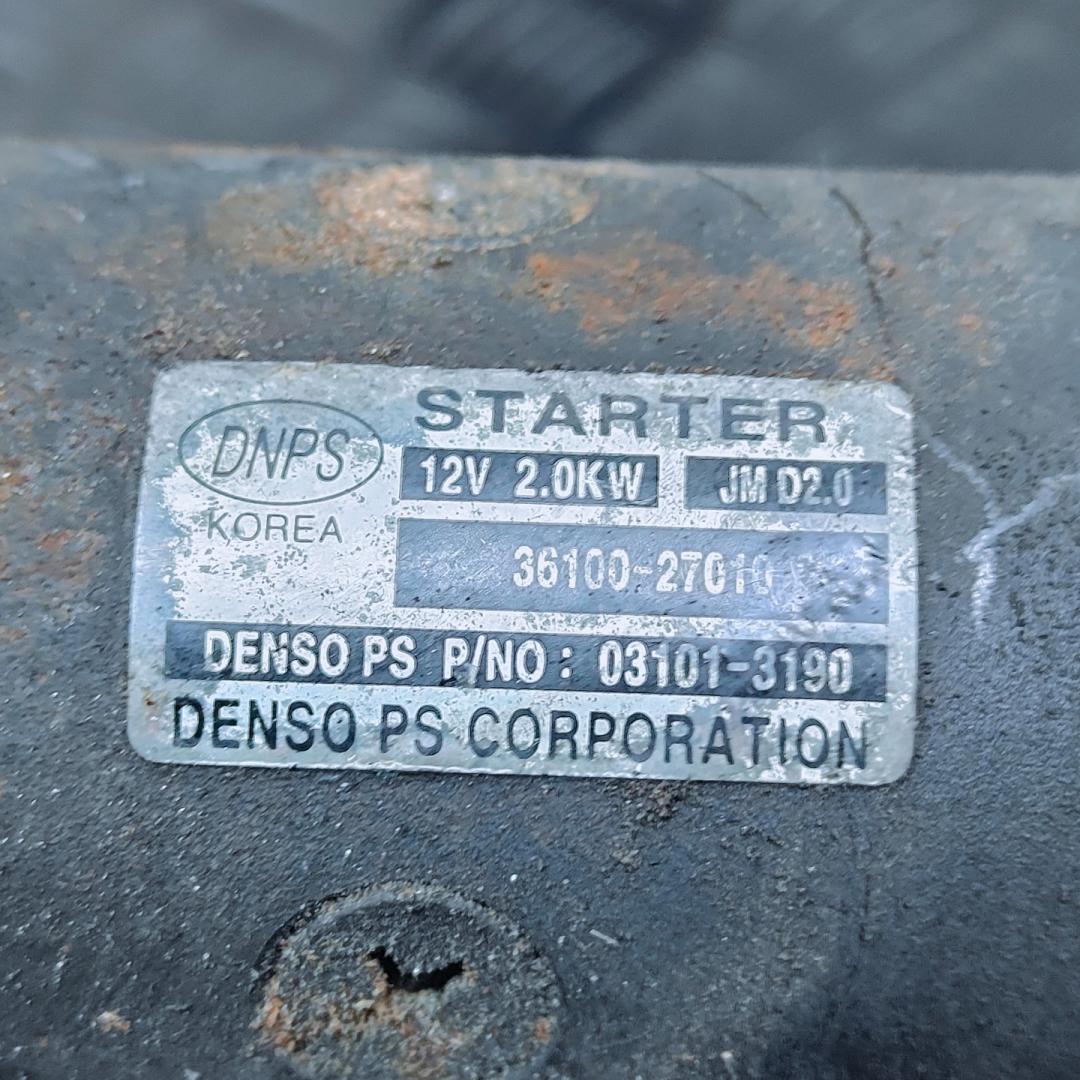 STARTER
DNPS
KOREA
12V 2.0KW
JM D2.0
36100-27010
DENSO PS P/NO : 03101-3190
DENSO PS CORPORATION